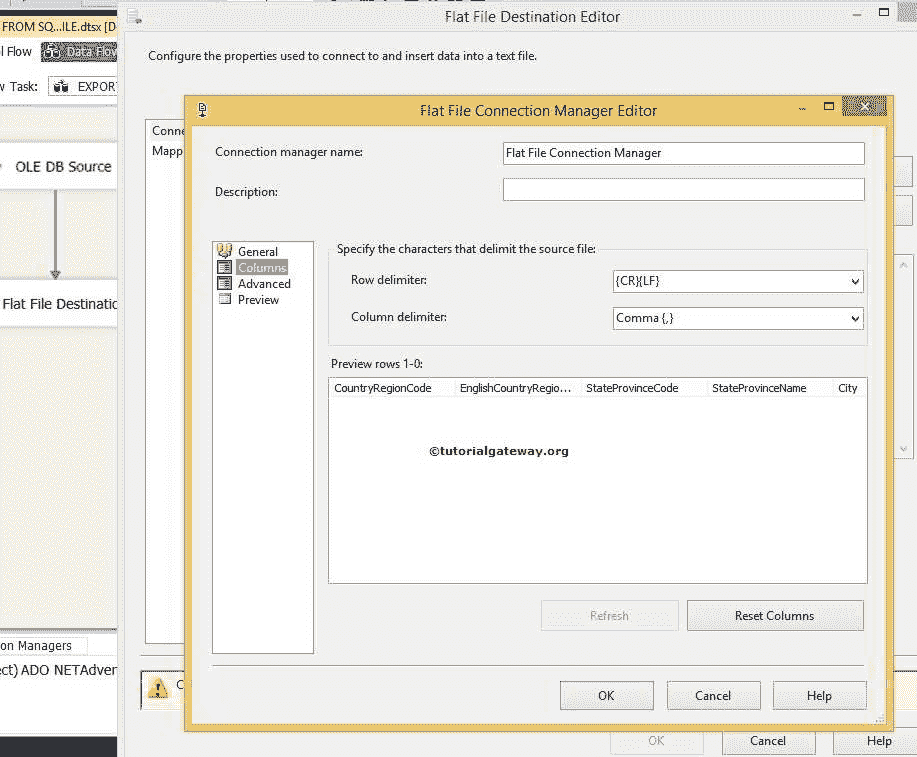 Flat File Destination Editor
FROM SQ...ILE.dtsx [D
l Flow
Data Flow
Configure the properties used to connect to and insert data into a text file.
Task:
EXPOR
Flat File Connection Manager Editor
Conne
Mapp
Connection manager name:
Flat File Connection Manager
OLE DB Source
Description:
General
Specify the characters that delimit the source file:
Columns
Row delimiter:
{CR}{LF}
Advanced
Preview
Flat File Destinatio
Column delimiter:
Comma {,}
Preview rows 1-0:
CountryRegionCode EnglishCountryRegio... StateProvinceCode StateProvinceName City
©tutorialgateway.org
Refresh
Reset Columns
on Managers
ect) ADO NETAdven
C
OK
Cancel
Help
OK
Cancel
Help